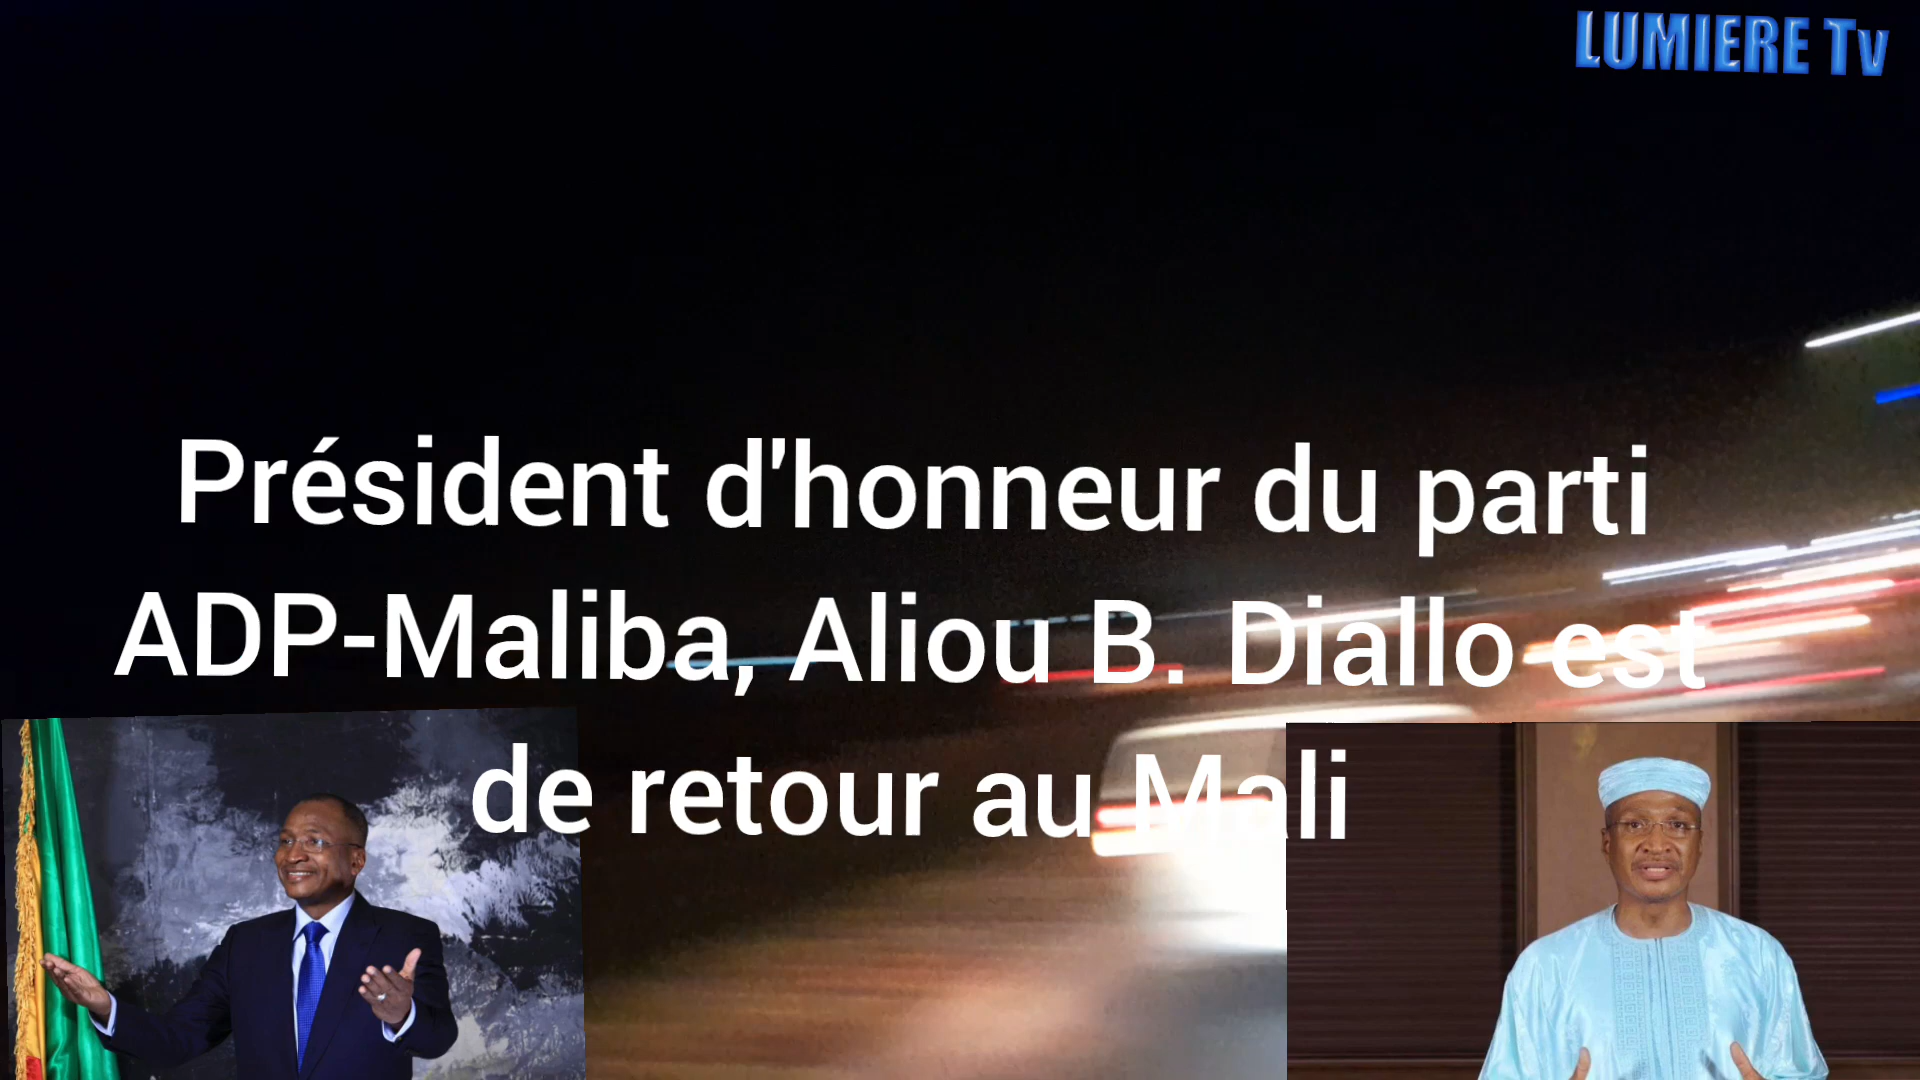 LUMIERE Tv
Président d'honneur du parti
ADP-Maliba, Aliou B. Diallo est
de retour au Mali